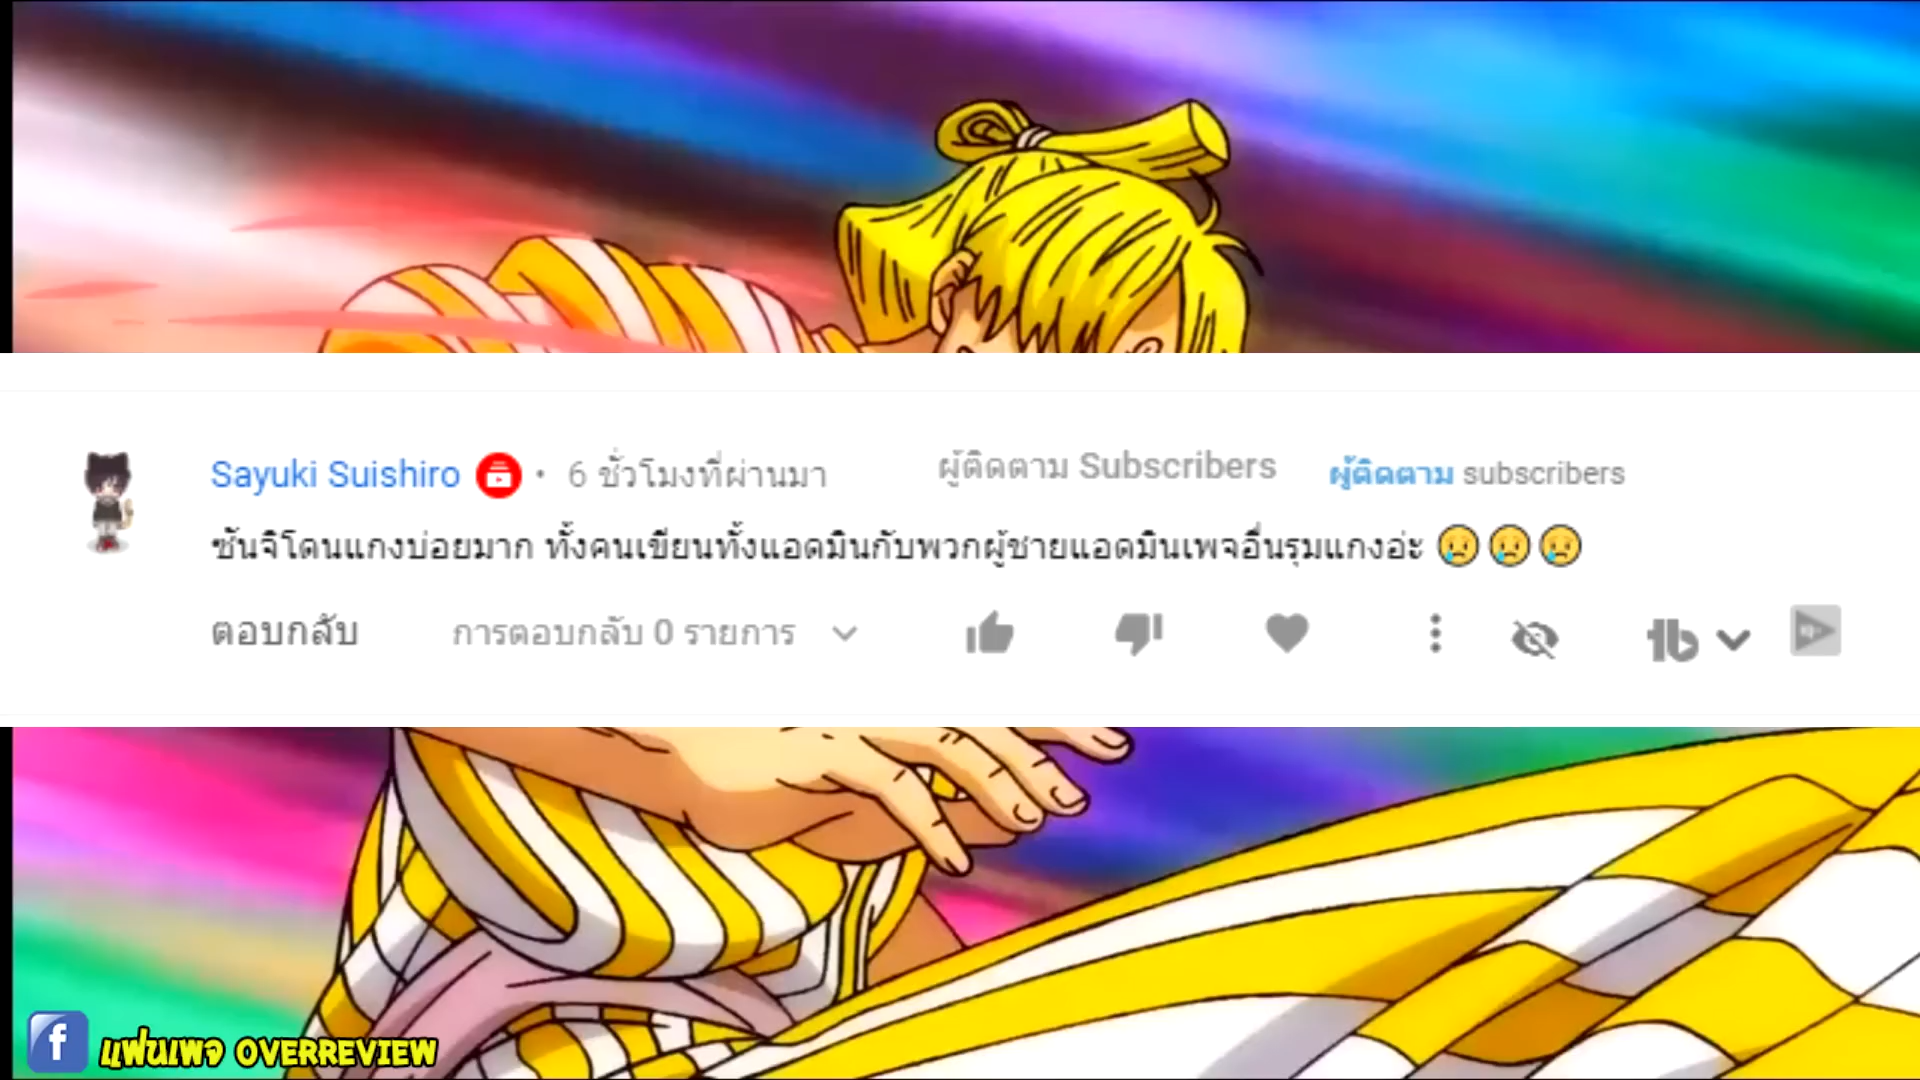 Sayuki Suishiro • 6 ชั่วโมงที่ผ่านมา ผู้ติดตาม Subscribers ผู้ติดตาม subscribers
ซันจิโดนแกงบ่อยมาก ทั้งคนเขียนทั้งแอดมินกับพวกผู้ชายแอดมินเพจอื่นรุมแกงอ่ะ 😥😥😥
ตอบกลับ การตอบกลับ 0 รายการ
แฟนเพจ OVERREVIEW